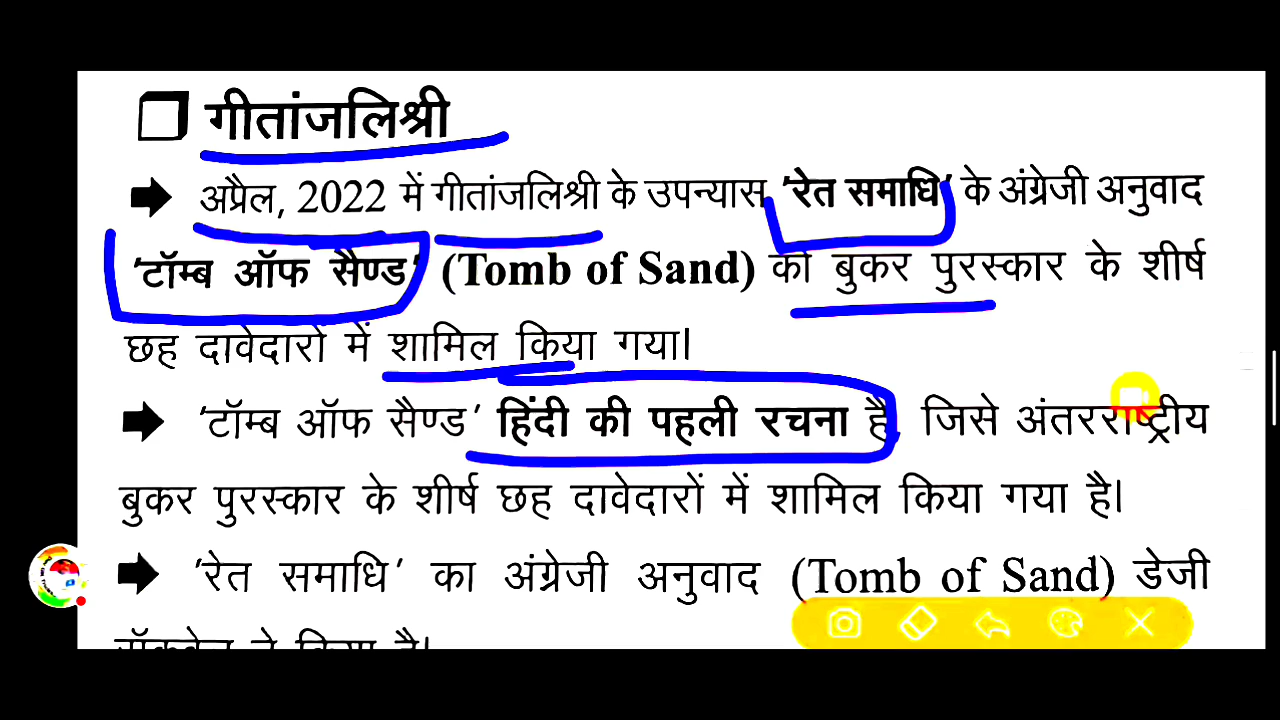 गीतांजलिश्री
अप्रैल, 2022 में गीतांजलिश्री के उपन्यास 'रेत समाधि' के अंग्रेजी अनुवाद
'टॉम्ब ऑफ सैण्ड' (Tomb of Sand) को बुकर पुरस्कार के शीर्ष
छह दावेदारों में शामिल किया गया।
'टॉम्ब ऑफ सैण्ड' हिंदी की पहली रचना है, जिसे अंतरराष्ट्रीय
बुकर पुरस्कार के शीर्ष छह दावेदारों में शामिल किया गया है।
'रेत समाधि' का अंग्रेजी अनुवाद (Tomb of Sand) डेजी
रॉकवेल ने किया है।